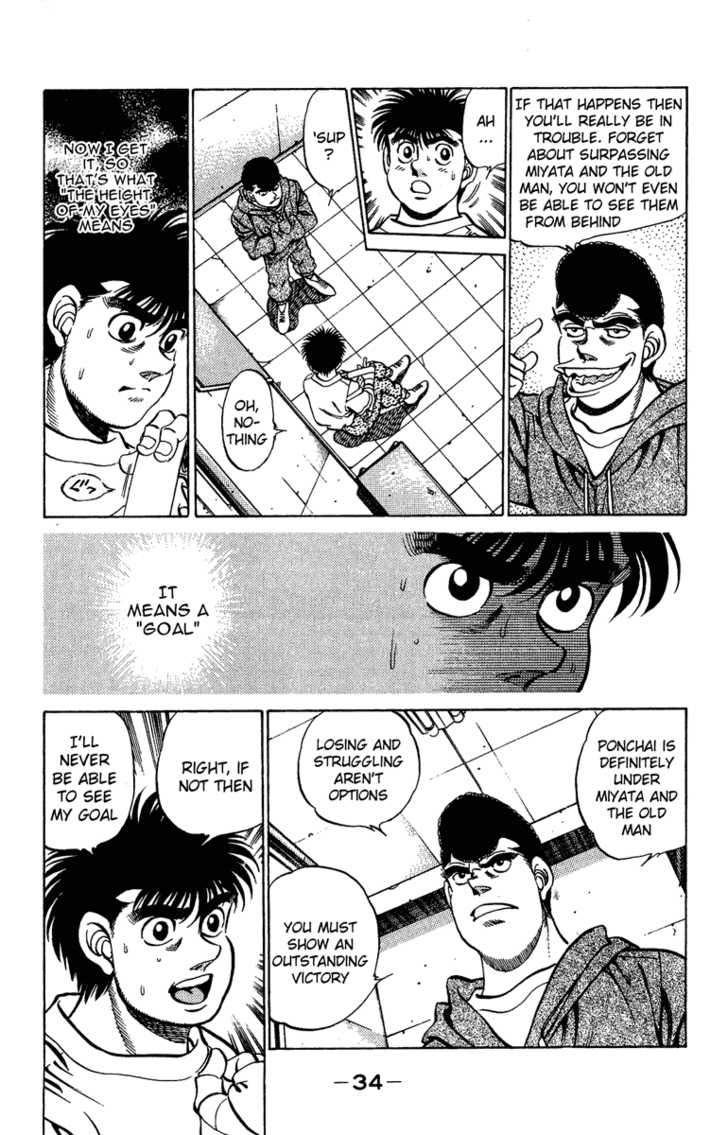 IF THAT HAPPENS THEN
YOU'LL REALLY BE IN
TROUBLE. FORGET
ABOUT SURPASSING
MIYATA AND THE OLD
MAN, YOU WON'T EVEN
BE ABLE TO SEE THEM
FROM BEHIND
AH
...
'SUP
?
OH,
NO-
THING
NOW I GET
IT, SO
THAT'S WHAT
"THE HEIGHT
OF MY EYES"
MEANS
グッ
IT
MEANS A
"GOAL"
PONCHAI IS
DEFINITELY
UNDER
MIYATA AND
THE OLD
MAN
LOSING AND
STRUGGLING
AREN'T
OPTIONS
YOU MUST
SHOW AN
OUTSTANDING
VICTORY
RIGHT, IF
NOT THEN
I'LL
NEVER
BE ABLE
TO SEE
MY GOAL
—34—